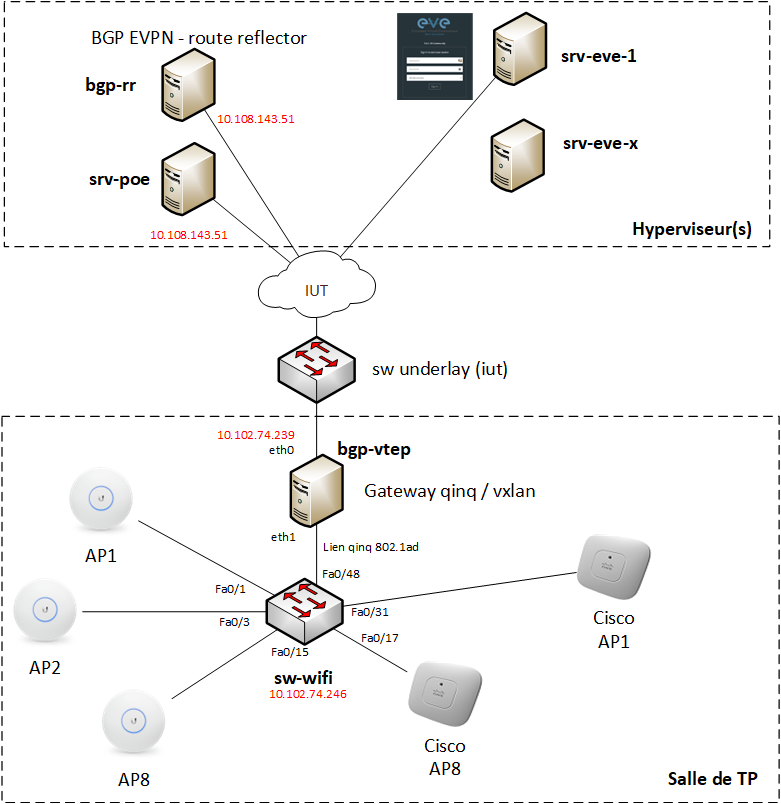 BGP EVPN - route reflector
bgp-rr
10.108.143.51
srv-poe
10.108.143.51
eve
srv-eve-1
srv-eve-x
Hyperviseur(s)
IUT
sw underlay (iut)
10.102.74.239
eth0
bgp-vtep
Gateway qinq / vxlan
eth1
Lien qinq 802.1ad
Fa0/48
AP1
Fa0/1
AP2
Fa0/3
Fa0/31
Cisco
AP1
Fa0/15
Fa0/17
sw-wifi
10.102.74.246
AP8
Cisco
AP8
Salle de TP